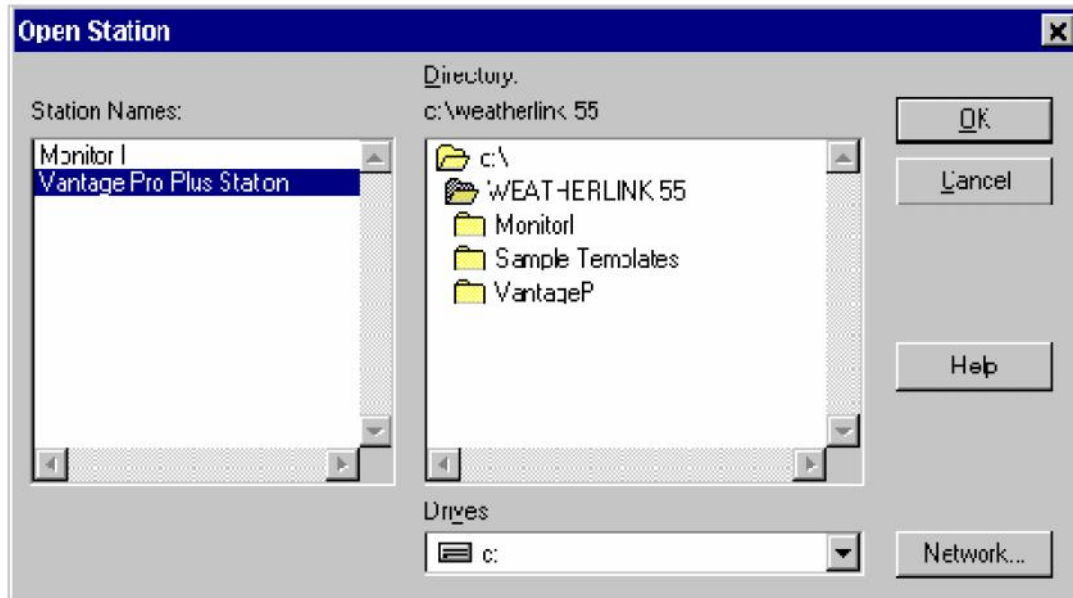 Open Station
Station Names:
Monitor I
Vantage Pro Plus Staton
Directory:
c:\weatherlink 55
c:\
WEATHERLINK 55
MonitorI
Sample Templates
VantageP
Drives
c:
OK
Cancel
Help
Network...